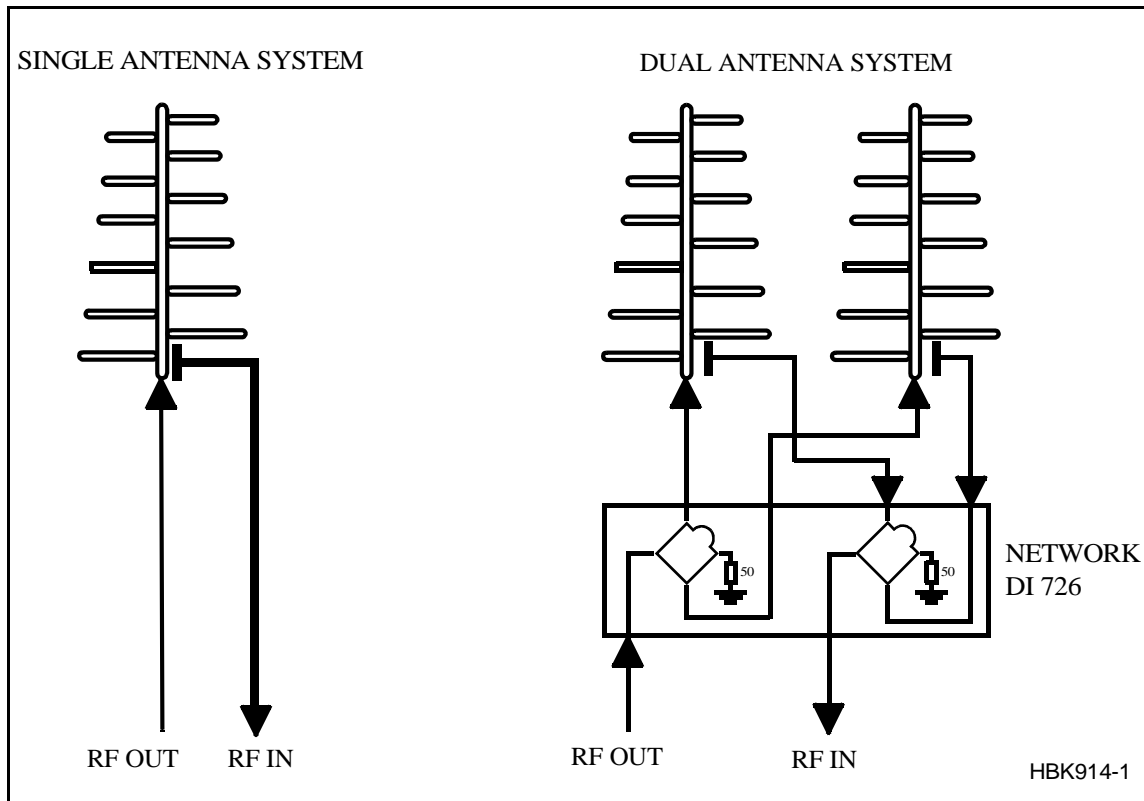 SINGLE ANTENNA SYSTEM
DUAL ANTENNA SYSTEM
50
50
NETWORK
DI 726
RF OUT
RF IN
RF OUT
RF IN
HBK914-1